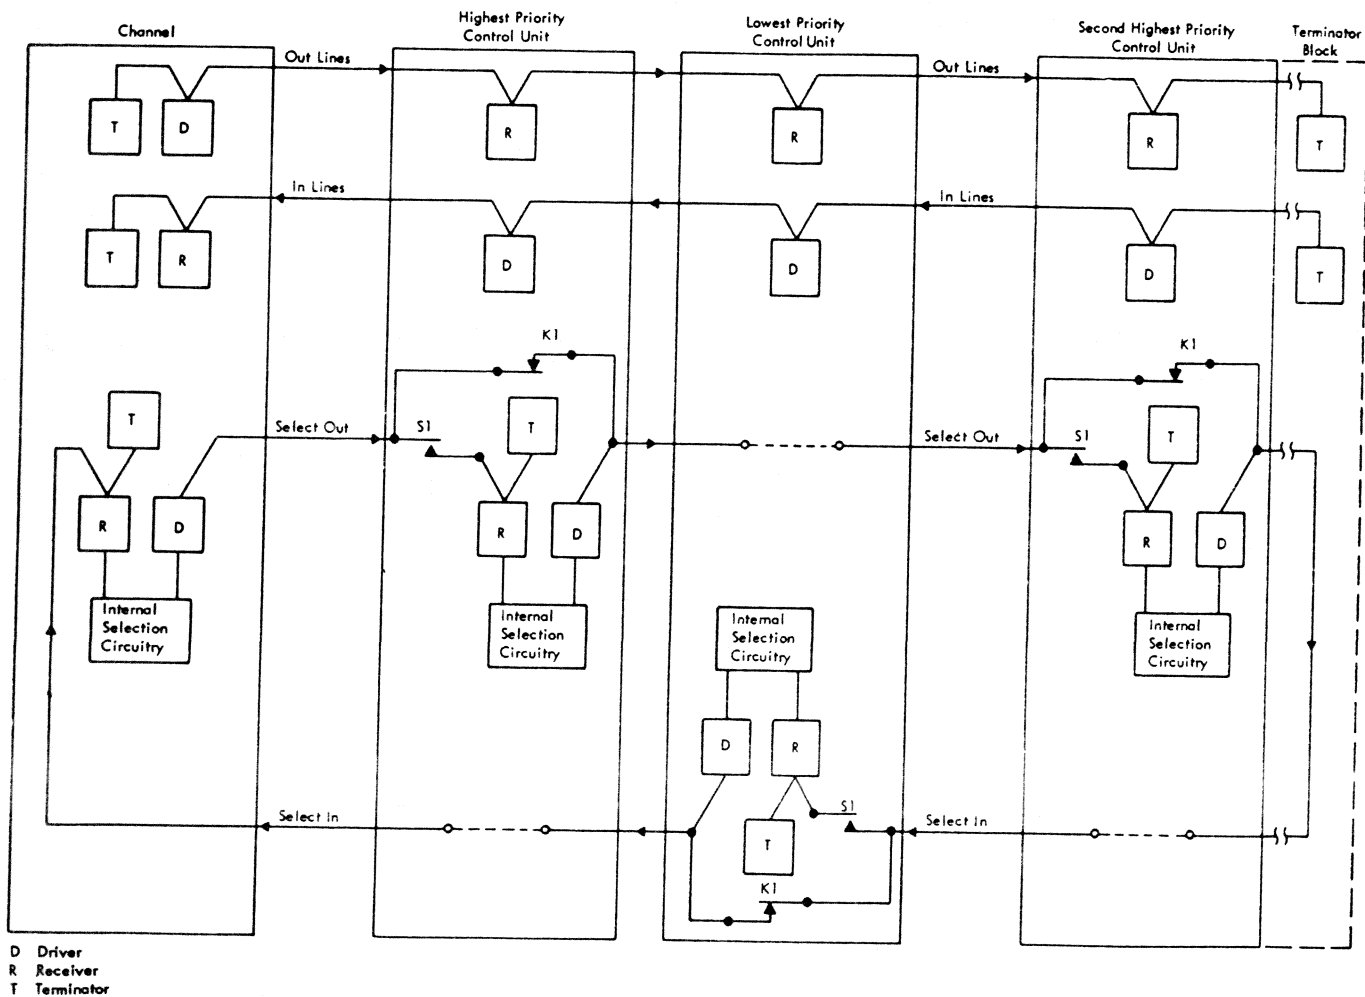 Channel
Highest Priority
Control Unit
Lowest Priority
Control Unit
Second Highest Priority
Control Unit
Terminator
Block
Out Lines
Out Lines
T
D
R
R
R
T
In Lines
In Lines
T
R
D
D
D
T
K1
K1
T
Select Out
S1
T
Select Out
S1
T
R
D
R
D
R
D
Internal
Selection
Circuitry
Internal
Selection
Circuitry
Internal
Selection
Circuitry
Internal
Selection
Circuitry
D
R
Select In
S1
Select In
T
K1
D Driver
R Receiver
T Terminator